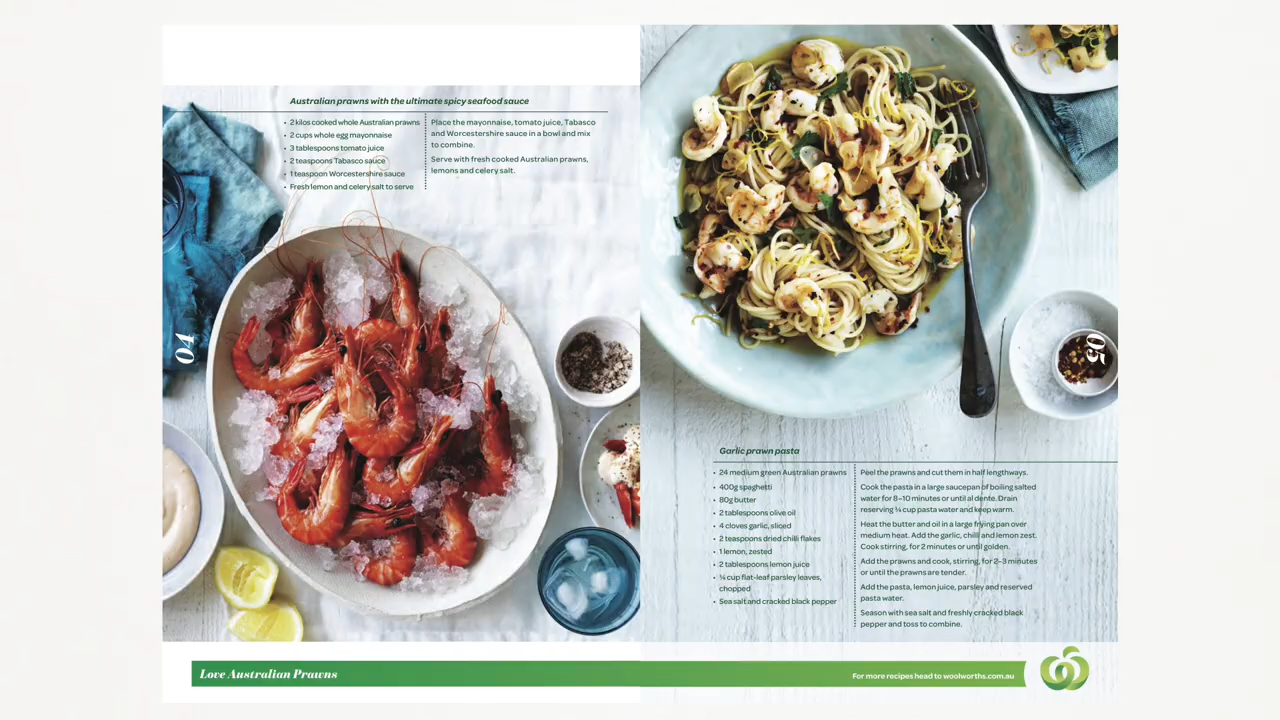 Australian prawns with the ultimate spicy seafood sauce
• 2 kilos cooked whole Australian prawns
• 2 cups whole egg mayonnaise
• 3 tablespoons tomato juice
• 2 teaspoons Tabasco sauce
• 1 teaspoon Worcestershire sauce
• Fresh lemon and celery salt to serve
Place the mayonnaise, tomato juice, Tabasco
and Worcestershire sauce in a bowl and mix
to combine.
Serve with fresh cooked Australian prawns,
lemons and celery salt.
04
05
Garlic prawn pasta
• 24 medium green Australian prawns
• 400g spaghetti
• 80g butter
• 2 tablespoons olive oil
• 4 cloves garlic, sliced
• 2 teaspoons dried chilli flakes
• 1 lemon, zested
• 2 tablespoons lemon juice
cup flat-leaf parsley leaves,
chopped
• Sea salt and cracked black pepper
Peel the prawns and cut them in half lengthways.
Cook the pasta in a large saucepan of boiling salted
water for 8–10 minutes or until al dente. Drain
reserving ¼ cup pasta water and keep warm.
Heat the butter and oil in a large frying pan over
medium heat. Add the garlic, chilli and lemon zest.
Cook stirring, for 2 minutes or until golden.
Add the prawns and cook, stirring, for 2–3 minutes
or until the prawns are tender.
Add the pasta, lemon juice, parsley and reserved
pasta water.
Season with sea salt and freshly cracked black
pepper and toss to combine.
Love Australian Prawns
For more recipes head to woolworths.com.au